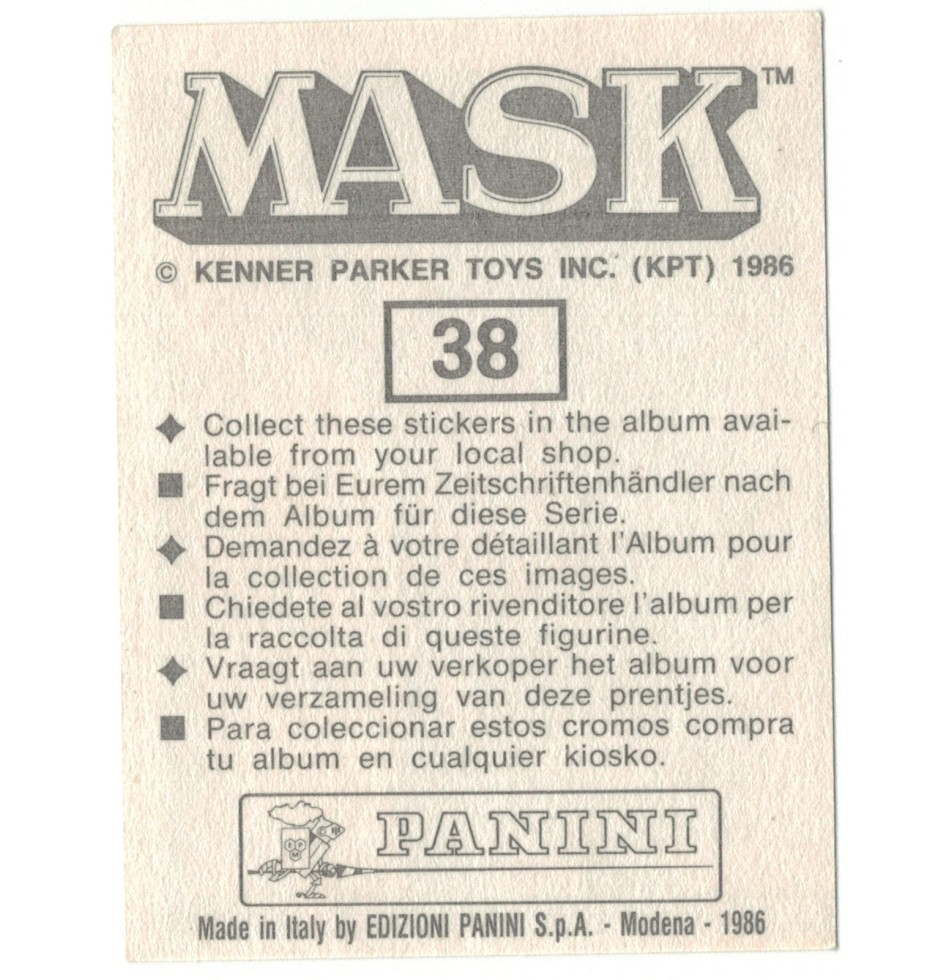 MASK™
© KENNER PARKER TOYS INC. (KPT) 1986
38
◆ Collect these stickers in the album avai-
lable from your local shop.
■ Fragt bei Eurem Zeitschriftenhändler nach
dem Album für diese Serie.
◆ Demandez à votre détaillant l'Album pour
la collection de ces images.
■ Chiedete al vostro rivenditore l'album per
la raccolta di queste figurine.
◆ Vraagt aan uw verkoper het album voor
uw verzameling van deze prentjes.
■ Para coleccionar estos cromos compra
tu album en cualquier kiosko.
PANINI
Made in Italy by EDIZIONI PANINI S.p.A. - Modena - 1986